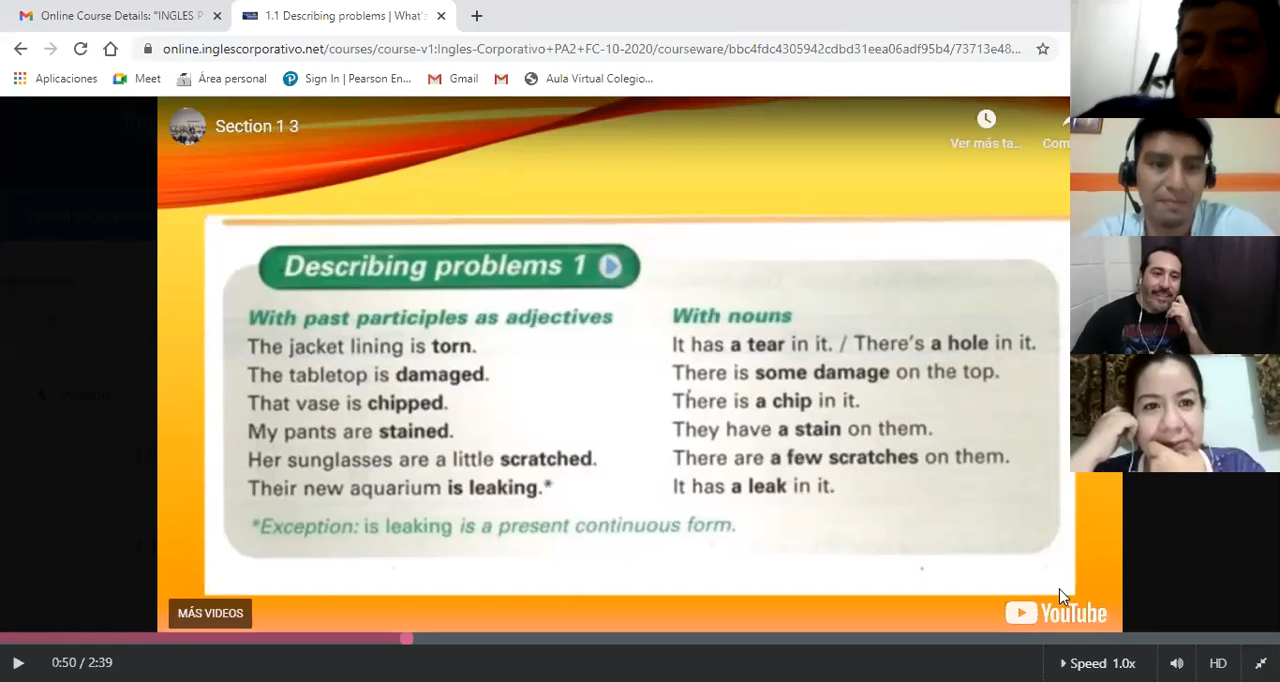 Online Course Details: "INGLES P
1.1 Describing problems | What's
online.inglescorporativo.net/courses/course-v1:Ingles-Corporativo+PA2+FC-10-2020/courseware/bbc4fdc4305942cdbd31eea06adf95b4/73713e48...
Aplicaciones
Meet
Área personal
Sign In | Pearson En...
Gmail
Aula Virtual Colegio...
Section 1 3
Ver más ta...
Com
Describing problems 1
With past participles as adjectives
The jacket lining is torn.
The tabletop is damaged.
That vase is chipped.
My pants are stained.
Her sunglasses are a little scratched.
Their new aquarium is leaking.*
*Exception: is leaking is a present continuous form.
With nouns
It has a tear in it. / There's a hole in it.
There is some damage on the top.
There is a chip in it.
They have a stain on them.
There are a few scratches on them.
It has a leak in it.
MÁS VIDEOS
YouTube
0:50 / 2:39
Speed 1.0x
HD